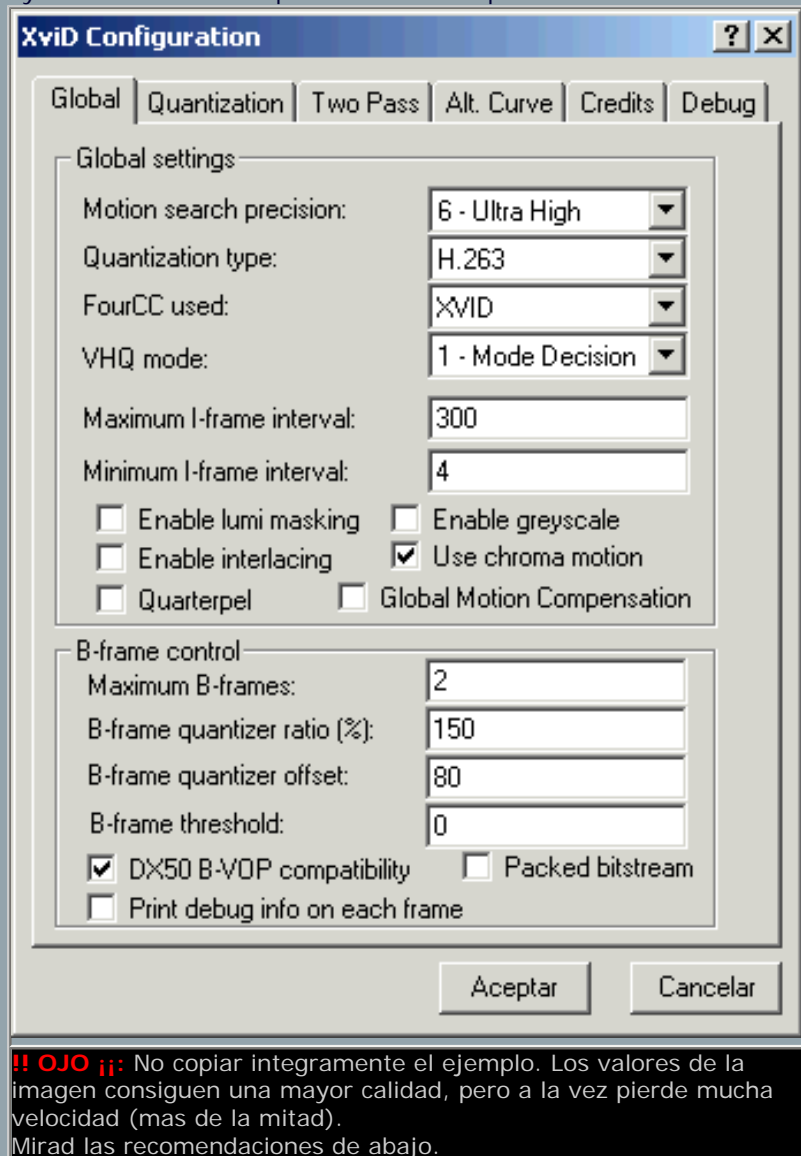 XviD Configuration
Global Quantization Two Pass Alt. Curve Credits Debug
Global settings
Motion search precision: 6 - Ultra High
Quantization type: H.263
FourCC used: XVID
VHQ mode: 1 - Mode Decision
Maximum I-frame interval: 300
Minimum I-frame interval: 4
Enable lumi masking Enable greyscale
Enable interlacing Use chroma motion
Quarterpel Global Motion Compensation
B-frame control
Maximum B-frames: 2
B-frame quantizer ratio (%): 150
B-frame quantizer offset: 80
B-frame threshold: 0
DX50 B-VOP compatibility Packed bitstream
Print debug info on each frame
Aceptar Cancelar
!! OJO ¡¡: No copiar integramente el ejemplo. Los valores de la
imagen consiguen una mayor calidad, pero a la vez pierde mucha
velocidad (mas de la mitad).
Mirad las recomendaciones de abajo.